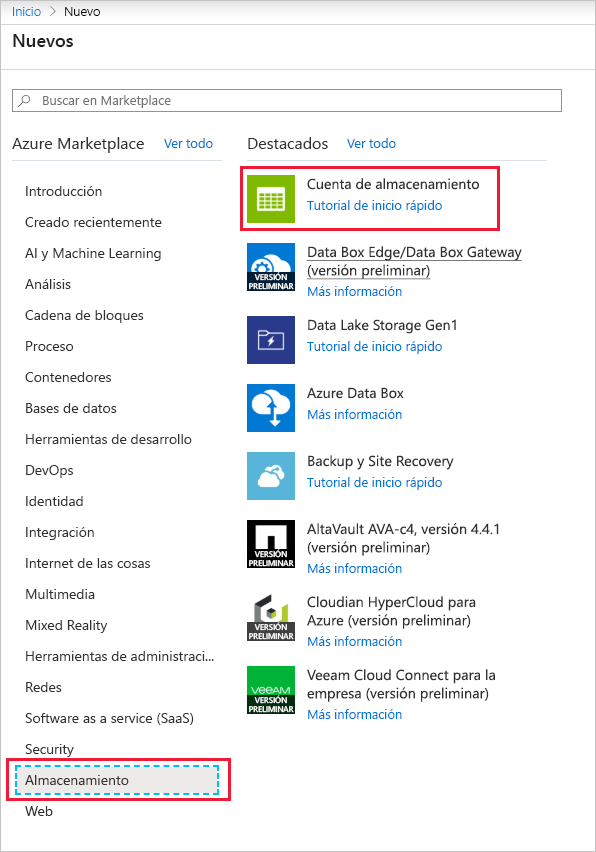 Inicio > Nuevo
Nuevos
Buscar en Marketplace
Azure Marketplace Ver todo
Introducción
Creado recientemente
AI y Machine Learning
Análisis
Cadena de bloques
Proceso
Contenedores
Bases de datos
Herramientas de desarrollo
DevOps
Identidad
Integración
Internet de las cosas
Multimedia
Mixed Reality
Herramientas de administraci...
Redes
Software as a service (SaaS)
Security
Almacenamiento
Web
Destacados Ver todo
Cuenta de almacenamiento
Tutorial de inicio rápido
VERSIÓN
PRELIMINAR
Data Box Edge/Data Box Gateway
(versión preliminar)
Más información
Data Lake Storage Gen1
Tutorial de inicio rápido
Azure Data Box
Más información
Backup y Site Recovery
Tutorial de inicio rápido
VERSIÓN
PRELIMINAR
AltaVault AVA-c4, versión 4.4.1
(versión preliminar)
Más información
VERSIÓN
PRELIMINAR
Cloudian HyperCloud para
Azure (versión preliminar)
Más información
veeAM
VERSIÓN
PRELIMINAR
Veeam Cloud Connect para la
empresa (versión preliminar)
Más información